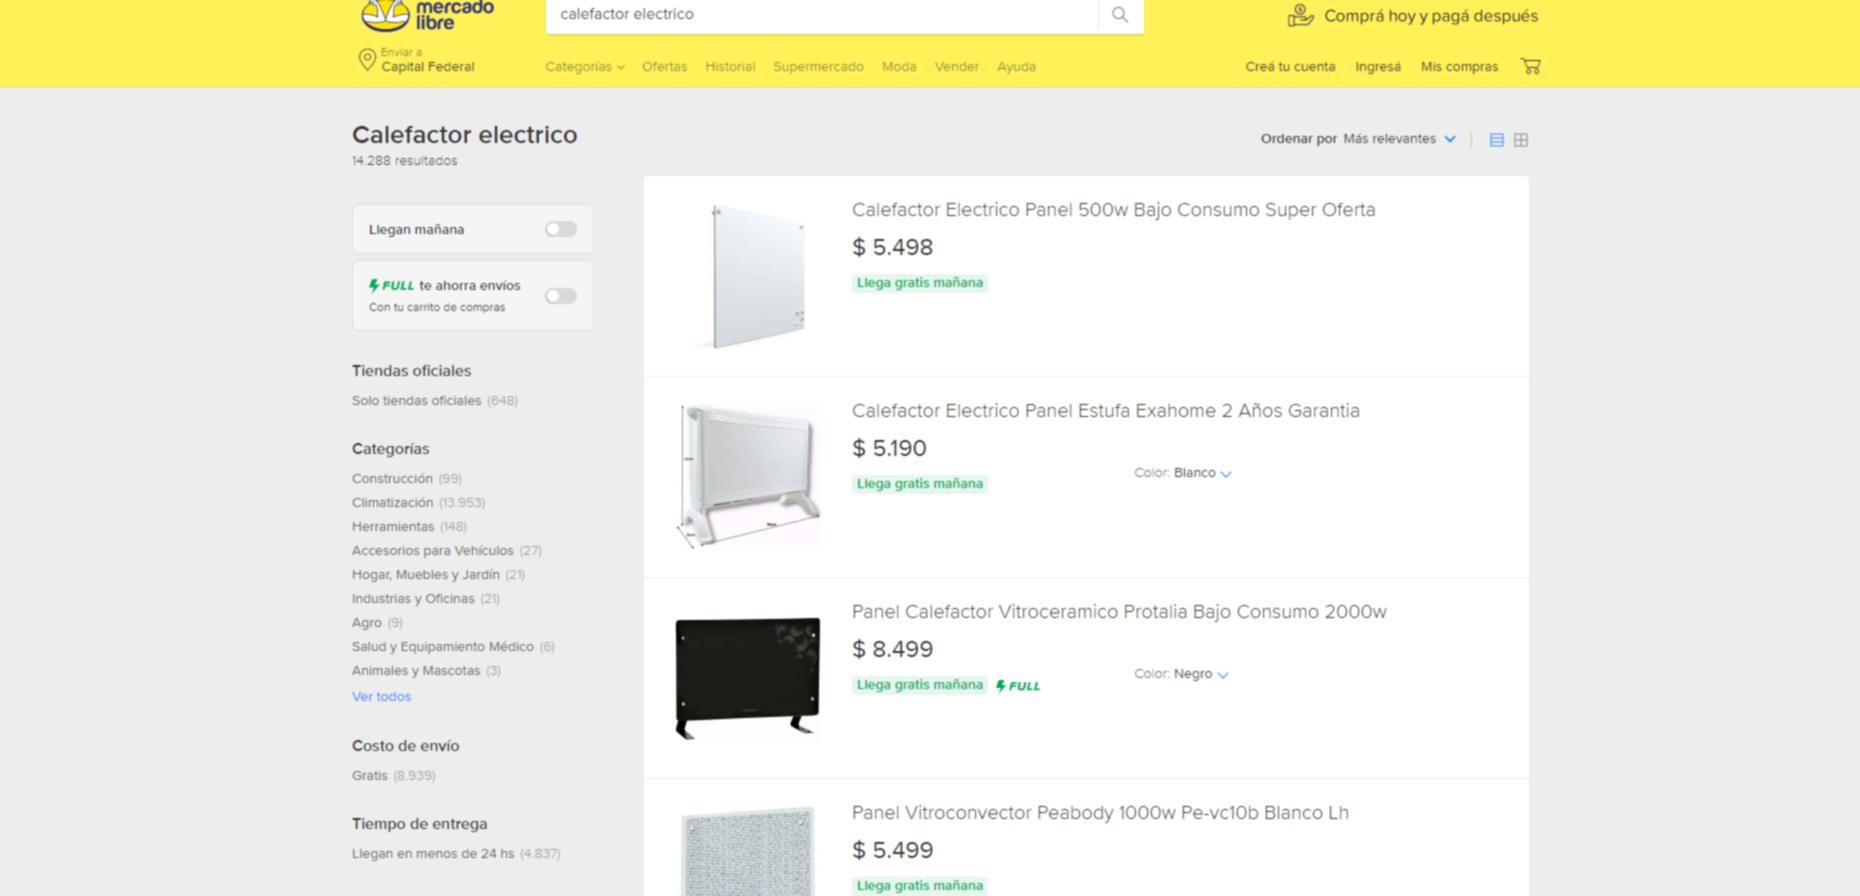 mercado
libre
calefactor electrico
Comprá hoy y pagá después
Enviar a
Capital Federal
Categorías Ofertas Historial Supermercado Moda Vender Ayuda
Creá tu cuenta Ingresá Mis compras
Calefactor electrico
14.288 resultados
Ordenar por Más relevantes
Llegan mañana
FULL te ahorra envíos
Con tu carrito de compras
Tiendas oficiales
Solo tiendas oficiales (648)
Categorías
Construcción (99)
Climatización (13.953)
Herramientas (148)
Accesorios para Vehículos (27)
Hogar, Muebles y Jardín (21)
Industrias y Oficinas (21)
Agro (9)
Salud y Equipamiento Médico (6)
Animales y Mascotas (3)
Ver todos
Costo de envío
Gratis (8.939)
Tiempo de entrega
Llegan en menos de 24 hs (4.837)
Calefactor Electrico Panel 500w Bajo Consumo Super Oferta
$ 5.498
Llega gratis mañana
Calefactor Electrico Panel Estufa Exahome 2 Años Garantia
$ 5.190
Llega gratis mañana
Color: Blanco
Panel Calefactor Vitroceramico Protalia Bajo Consumo 2000w
$ 8.499
Llega gratis mañana FULL
Color: Negro
Panel Vitroconvector Peabody 1000w Pe-vc10b Blanco Lh
$ 5.499
Llega gratis mañana